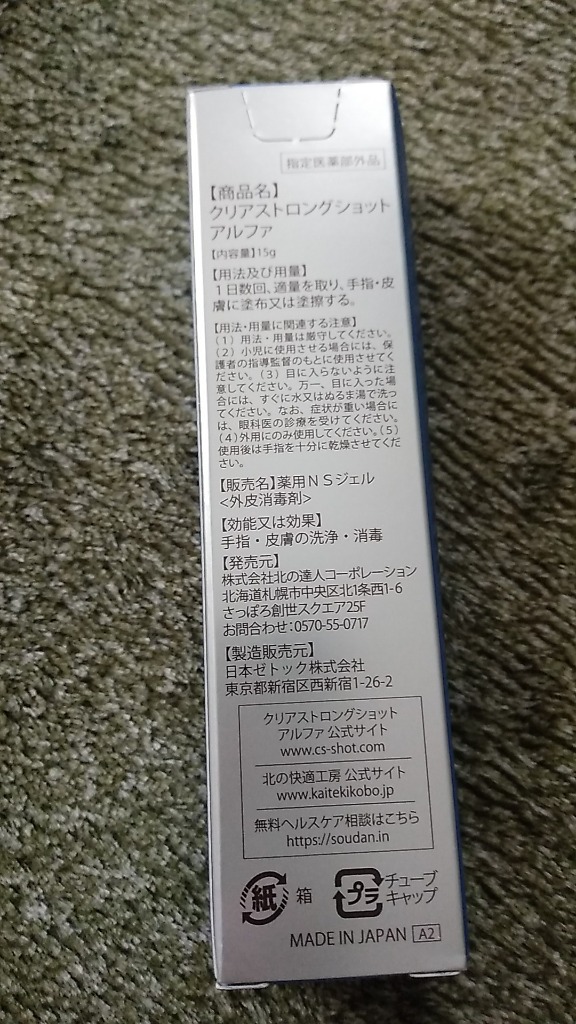 指定医薬部外品
【商品名】
クリアストロングショット
アルファ
【内容量】15g
【用法及び用量】
1日数回、適量を取り、手指・皮
膚に塗布又は塗擦する。
【用法・用量に関連する注意】
(1) 用法・用量は厳守してください。
(2) 小児に使用させる場合には、保
護者の指導監督のもとに使用させてく
ださい。(3) 目に入らないように注
意してください。万一、目に入った場
合には、すぐに水又はぬるま湯で洗っ
てください。なお、症状が重い場合に
は、眼科医の診療を受けてください。
(4)外用にのみ使用してください。(5)
使用後は手指を十分に乾燥させてくだ
さい。
【販売名】薬用NSジェル
<外皮消毒剤>
【効能又は効果】
手指・皮膚の洗浄・消毒
【発売元】
株式会社北の達人コーポレーション
北海道札幌市中央区北1条西1-6
さっぽろ創世スクエア25F
お問合わせ:0570-55-0717
【製造販売元】
日本ゼトック株式会社
東京都新宿区西新宿1-26-2
クリアストロングショット
アルファ 公式サイト
www.cs-shot.com
北の快適工房 公式サイト
www.kaitekikobo.jp
無料ヘルスケア相談はこちら
https://soudan.in
紙 箱 プラ チューブ
キャップ
MADE IN JAPAN A2